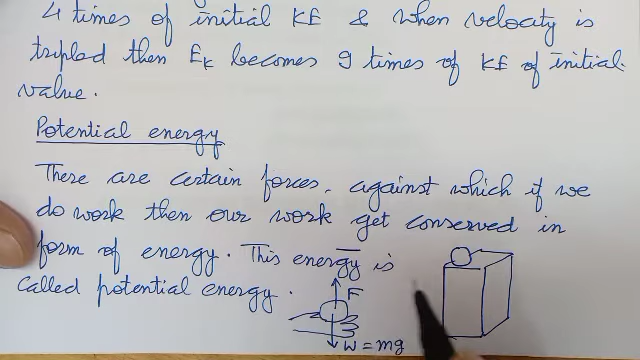 4 times of initial KE & when velocity is
tripled then EK becomes 9 times of KE of initial
value.
Potential energy
There are certain forces, against which if we
do work then our work get conserved in
form of energy. This energy is
called potential energy.
F
W = mg